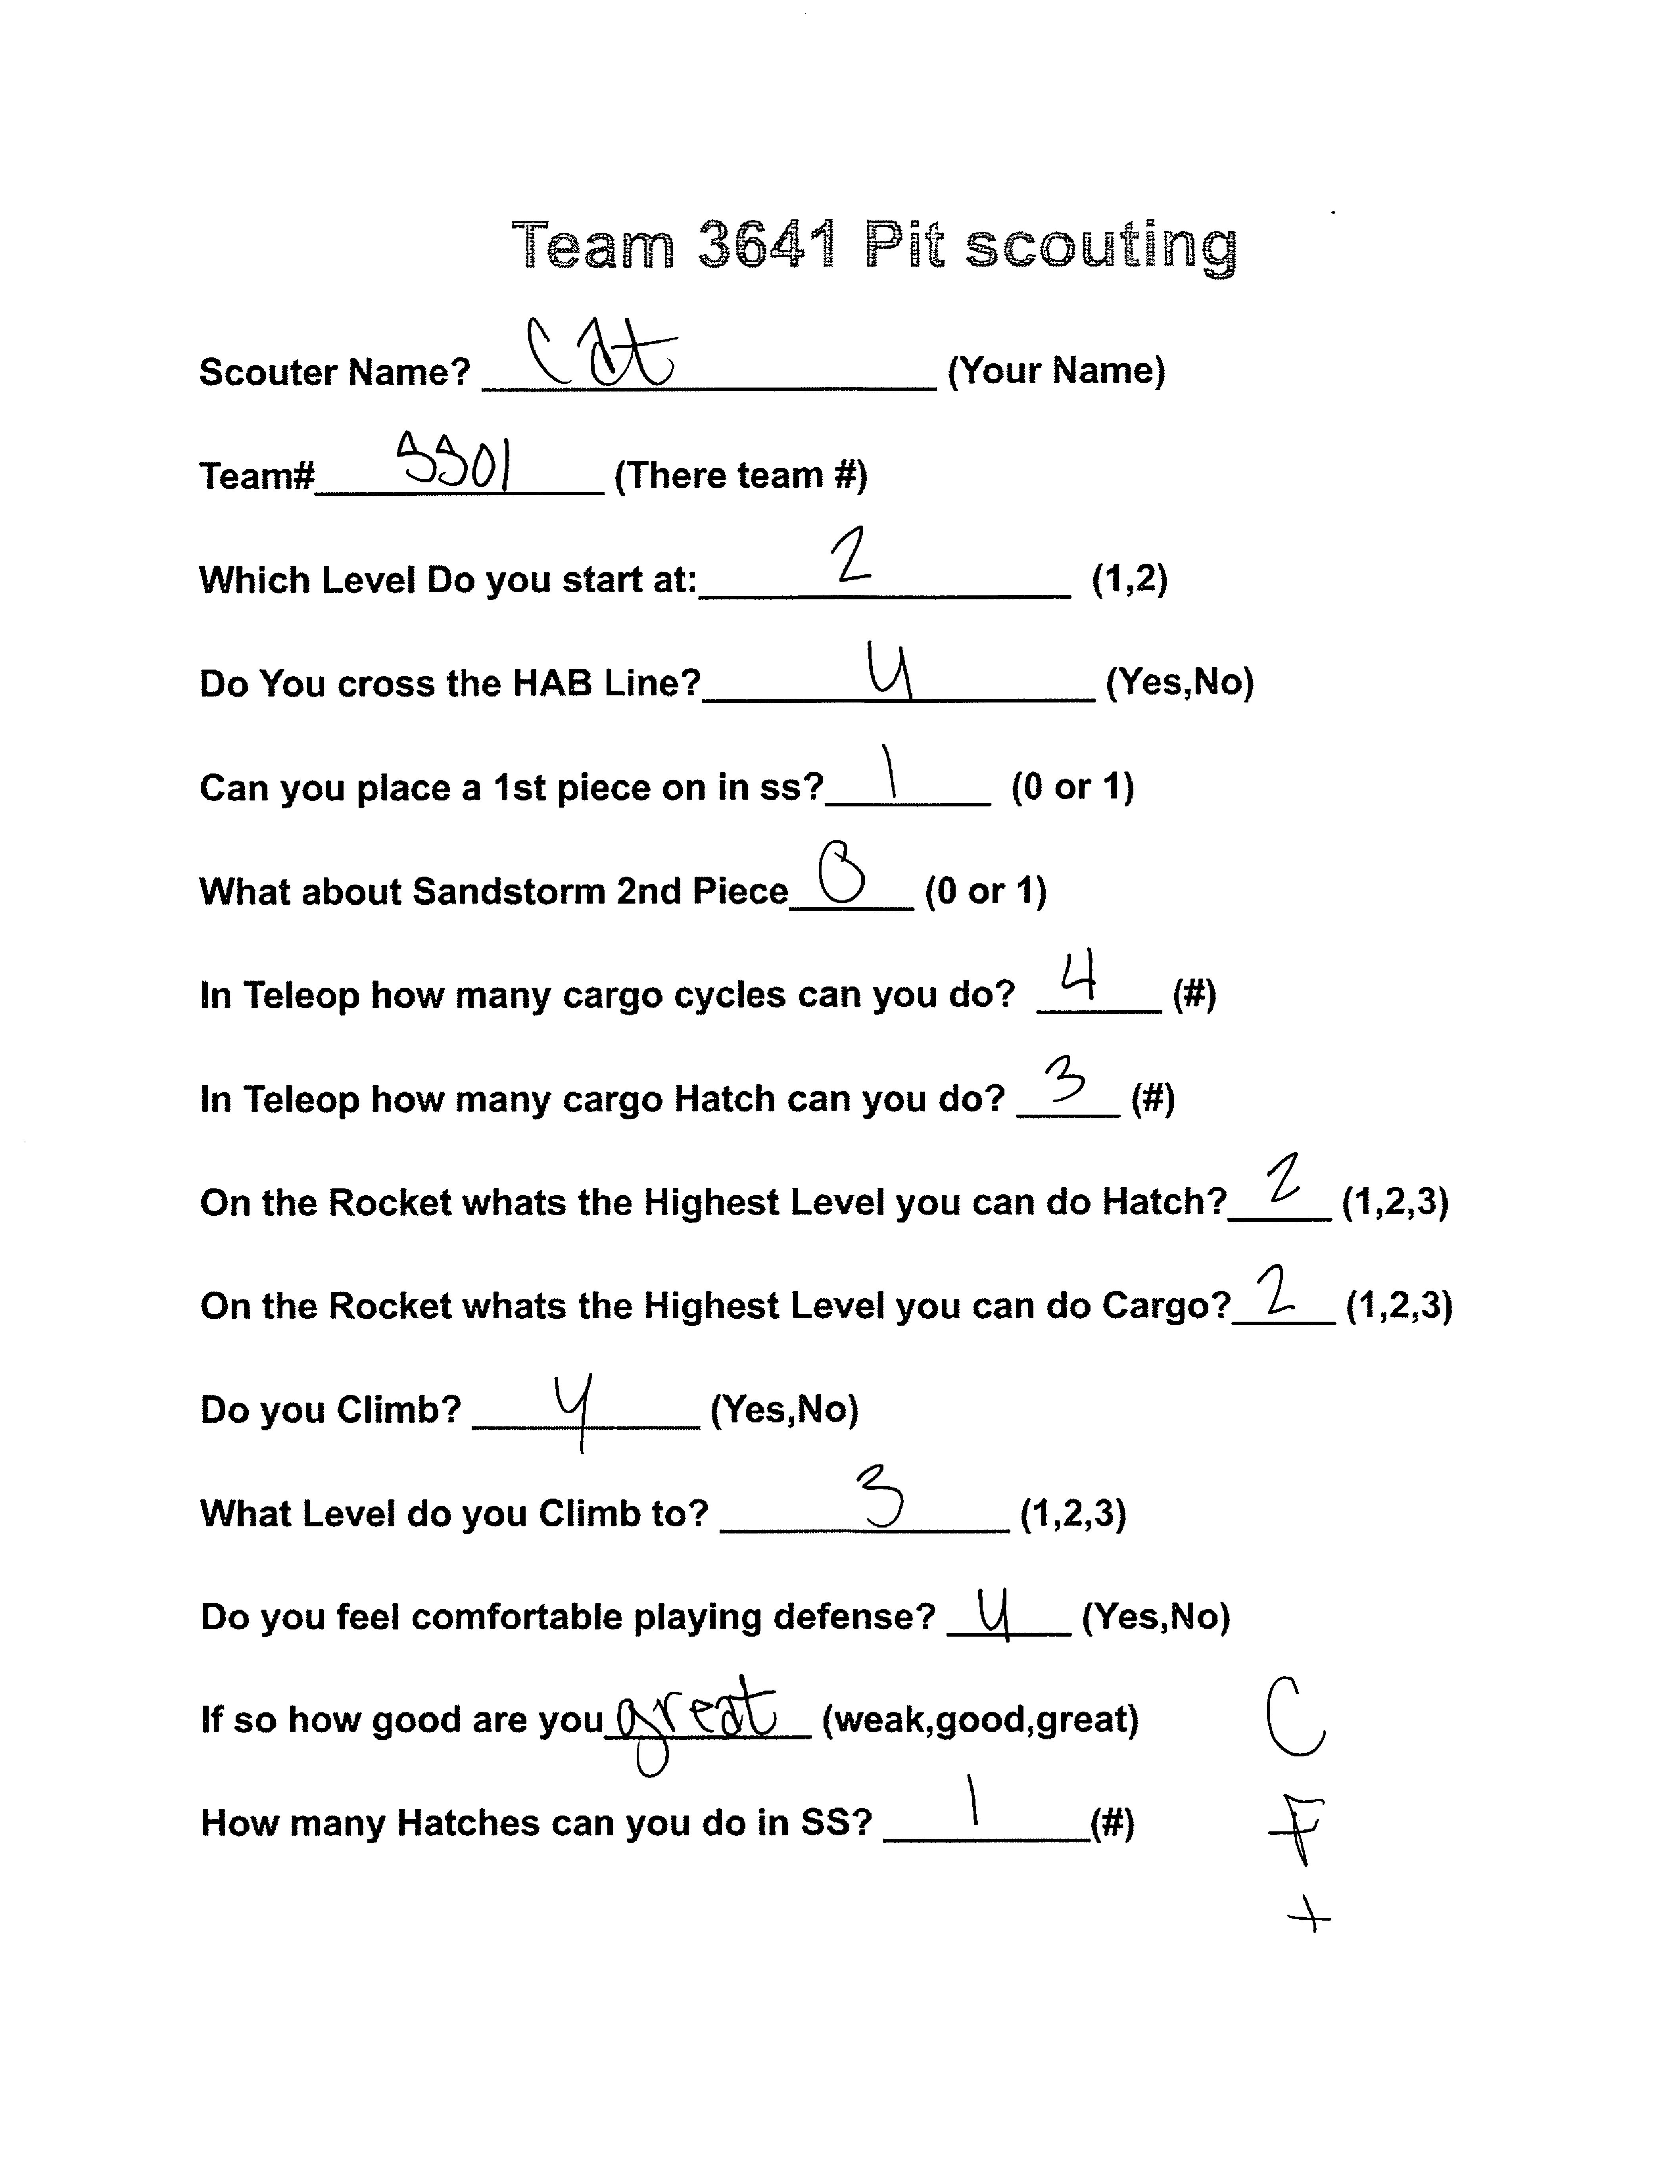 Team 3641 Pit scouting
Scouter Name? Cat (Your Name)
Team# 5501 (There team #)
Which Level Do you start at: 2 (1,2)
Do You cross the HAB Line? y (Yes,No)
Can you place a 1st piece on in ss? 1 (0 or 1)
What about Sandstorm 2nd Piece 0 (0 or 1)
In Teleop how many cargo cycles can you do? 4 (#)
In Teleop how many cargo Hatch can you do? 3 (#)
On the Rocket whats the Highest Level you can do Hatch? 2 (1,2,3)
On the Rocket whats the Highest Level you can do Cargo? 2 (1,2,3)
Do you Climb? y (Yes,No)
What Level do you Climb to? 3 (1,2,3)
Do you feel comfortable playing defense? y (Yes,No)
If so how good are you great (weak,good,great)
C
How many Hatches can you do in SS? 1 (#)
F
+